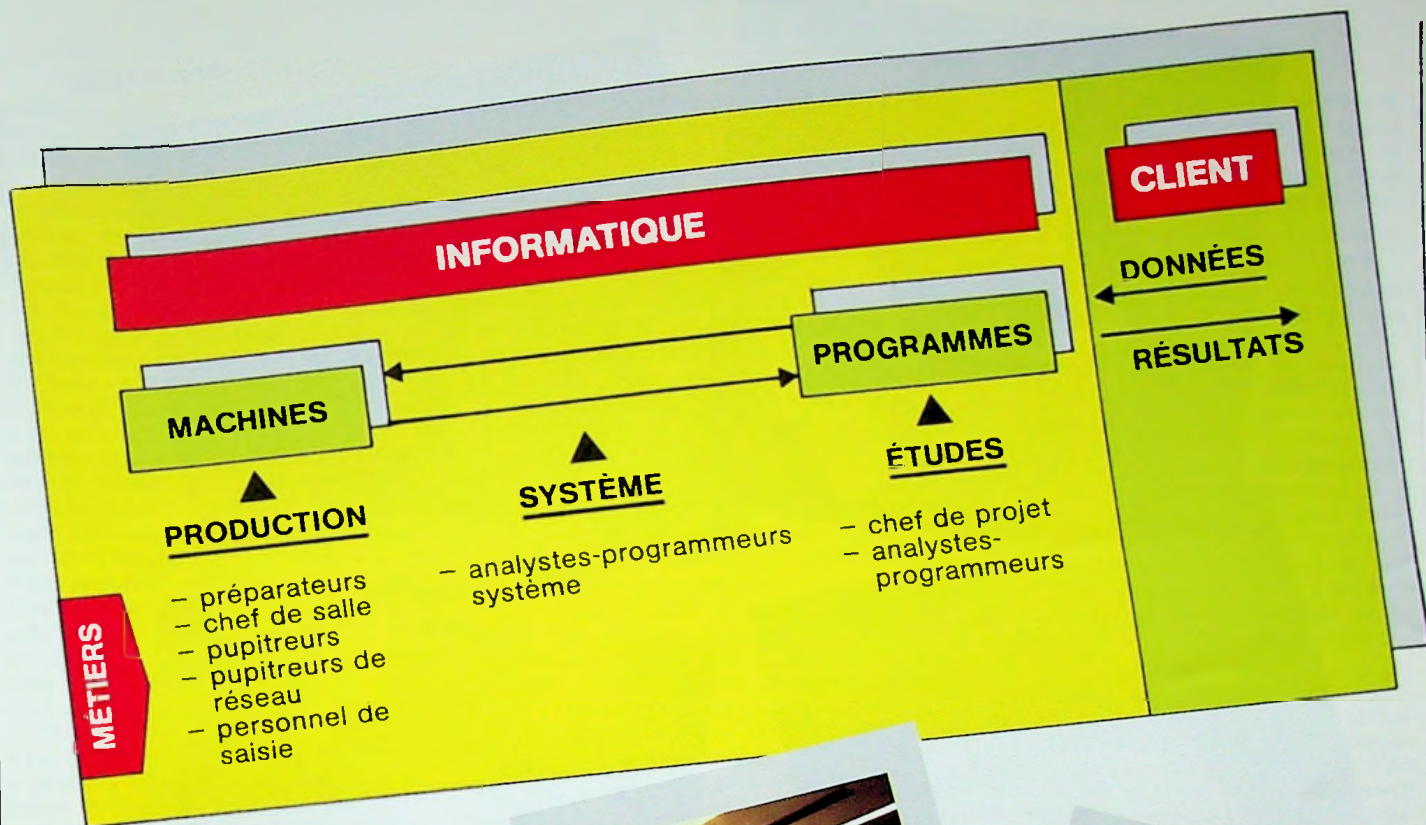 INFORMATIQUE
CLIENT
DONNÉES
RÉSULTATS
MACHINES
PROGRAMMES
PRODUCTION
– préparateurs
– chef de salle
– pupitreurs
– pupitreurs de
réseau
– personnel de
saisie
SYSTÈME
– analystes-programmeurs
système
ÉTUDES
– chef de projet
– analystes-
programmeurs
MÉTIERS